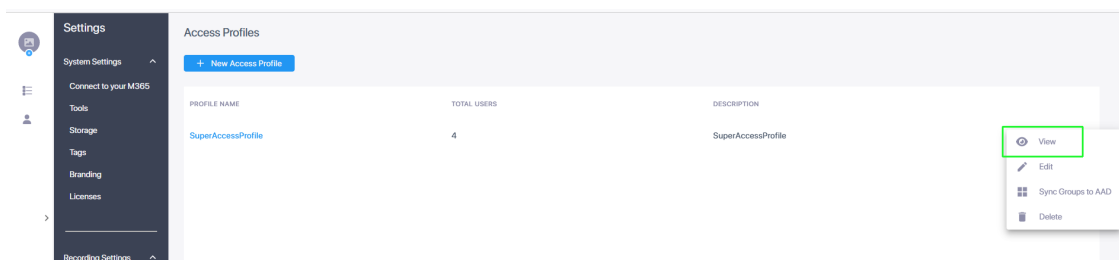 Settings
System Settings
Connect to your M365
Tools
Storage
Tags
Branding
Licenses
Recording Settings
Access Profiles
+ New Access Profile
PROFILE NAME TOTAL USERS DESCRIPTION
SuperAccessProfile 4 SuperAccessProfile
View
Edit
Sync Groups to AAD
Delete